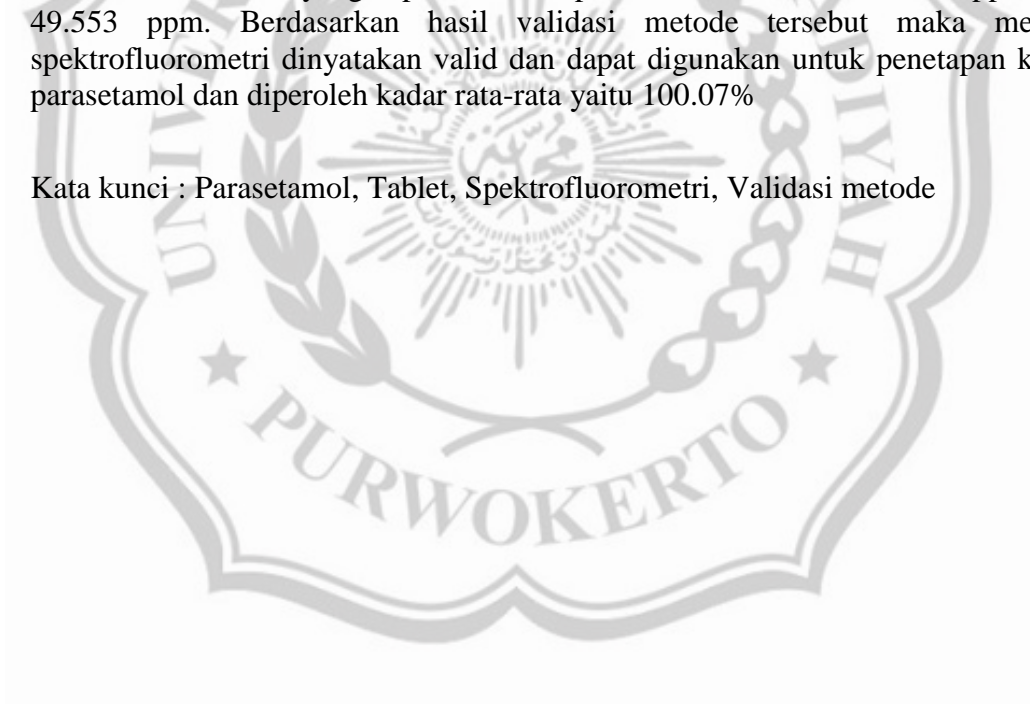 49.553 ppm. Berdasarkan hasil validasi metode tersebut maka me
spektrofluorometri dinyatakan valid dan dapat digunakan untuk penetapan k
parasetamol dan diperoleh kadar rata-rata yaitu 100.07%
Kata kunci : Parasetamol, Tablet, Spektrofluorometri, Validasi metode
PURWOKERTO